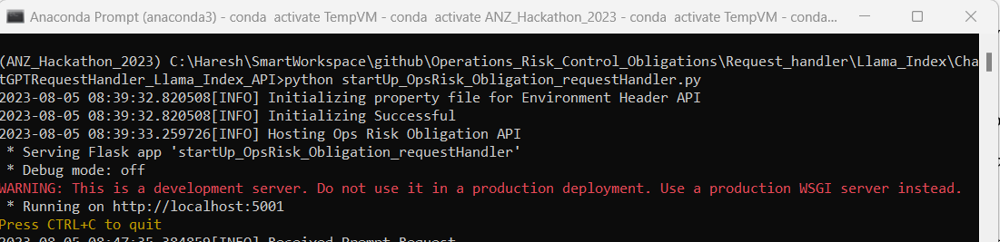 Anaconda Prompt (anaconda3) - conda activate TempVM - conda activate ANZ_Hackathon_2023 - conda activate TempVM - conda...
(ANZ_Hackathon_2023) C:\Haresh\SmartWorkspace\github\Operations_Risk_Control_Obligations\Request_handler\Llama_Index\Cha
tGPTRequestHandler_Llama_Index_API>python startUp_OpsRisk_Obligation_requestHandler.py
2023-08-05 08:39:32.820508[INFO] Initializing property file for Environment Header API
2023-08-05 08:39:32.820508[INFO] Initializing Successful
2023-08-05 08:39:33.259726[INFO] Hosting Ops Risk Obligation API
* Serving Flask app 'startUp_OpsRisk_Obligation_requestHandler'
* Debug mode: off
WARNING: This is a development server. Do not use it in a production deployment. Use a production WSGI server instead.
* Running on http://localhost:5001
Press CTRL+C to quit
2023-08-05 08:47:35.384859[INFO] Received Prompt Request